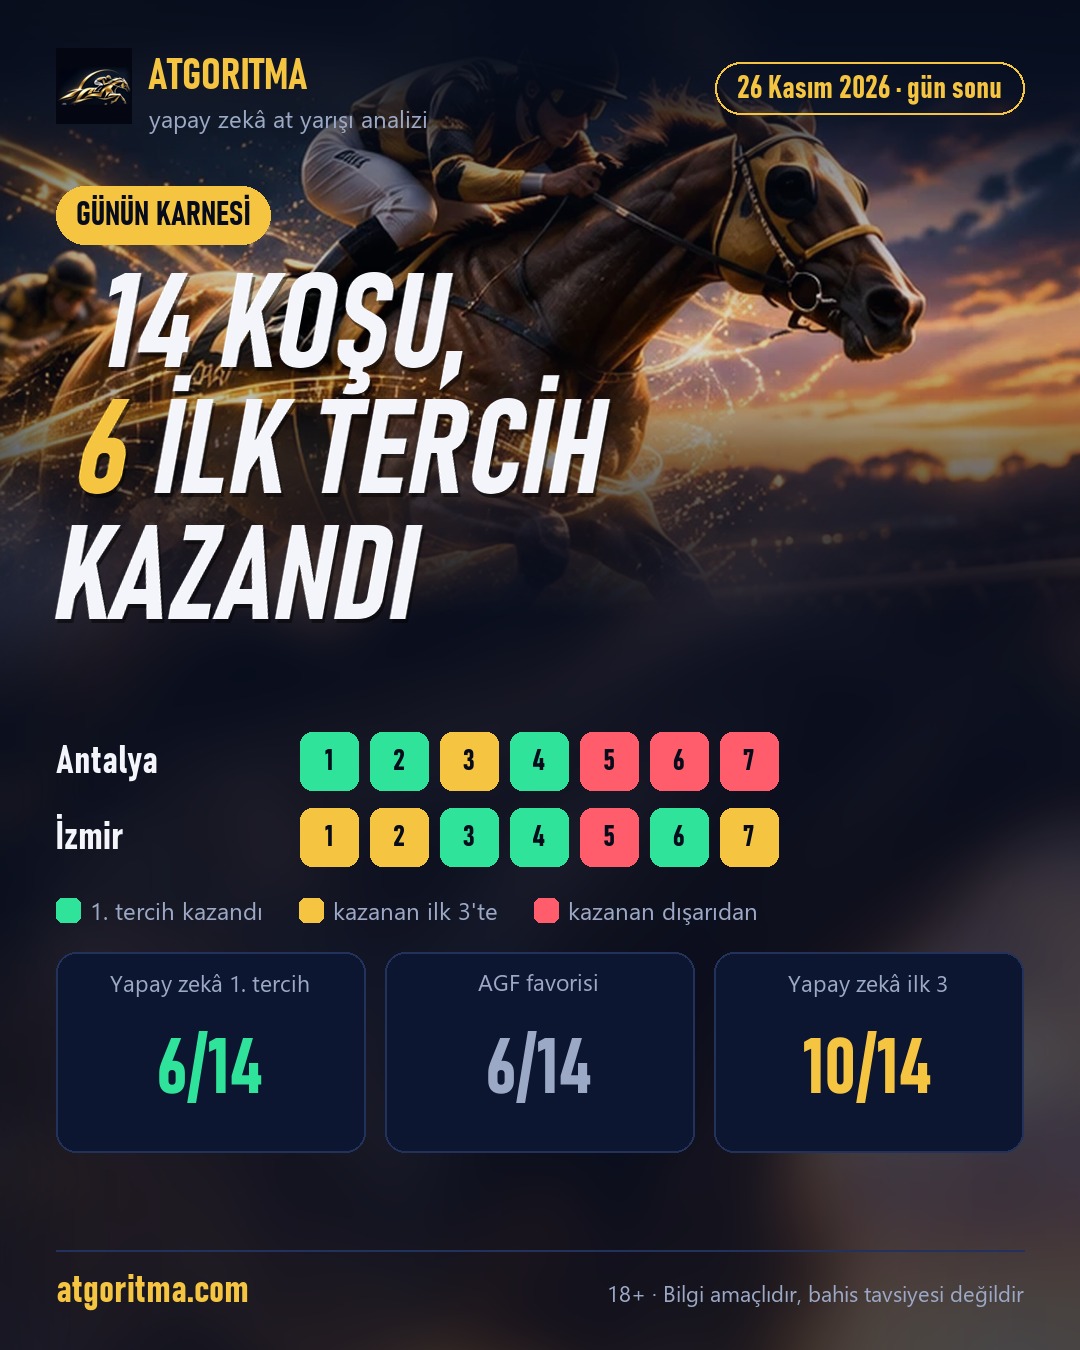 ATGORITMA
yapay zekâ at yarışı analizi
26 Kasım 2026 · gün sonu
GÜNÜN KARNESİ
14 KOŞU,
6 İLK TERCİH
KAZANDI
Antalya 1 2 3 4 5 6 7
İzmir 1 2 3 4 5 6 7
1. tercih kazandı kazanan ilk 3'te kazanan dışarıdan
Yapay zekâ 1. tercih AGF favorisi Yapay zekâ ilk 3
6/14 6/14 10/14
atgoritma.com
18+ · Bilgi amaçlıdır, bahis tavsiyesi değildir